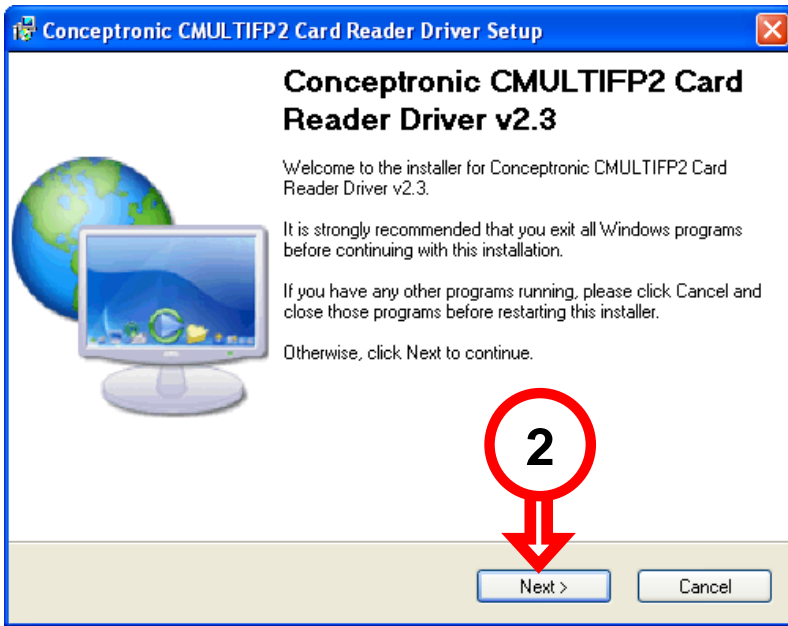 Conceptronic CMULTIFP2 Card Reader Driver Setup
Conceptronic CMULTIFP2 Card
Reader Driver v2.3
Welcome to the installer for Conceptronic CMULTIFP2 Card
Reader Driver v2.3.
It is strongly recommended that you exit all Windows programs
before continuing with this installation.
If you have any other programs running, please click Cancel and
close those programs before restarting this installer.
Otherwise, click Next to continue.
2
Next >
Cancel